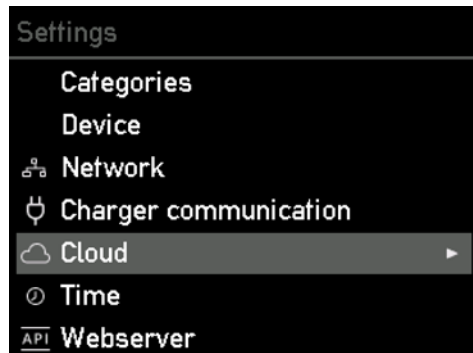 Settings
Categories
Device
Network
Charger communication
Cloud
Time
API Webserver